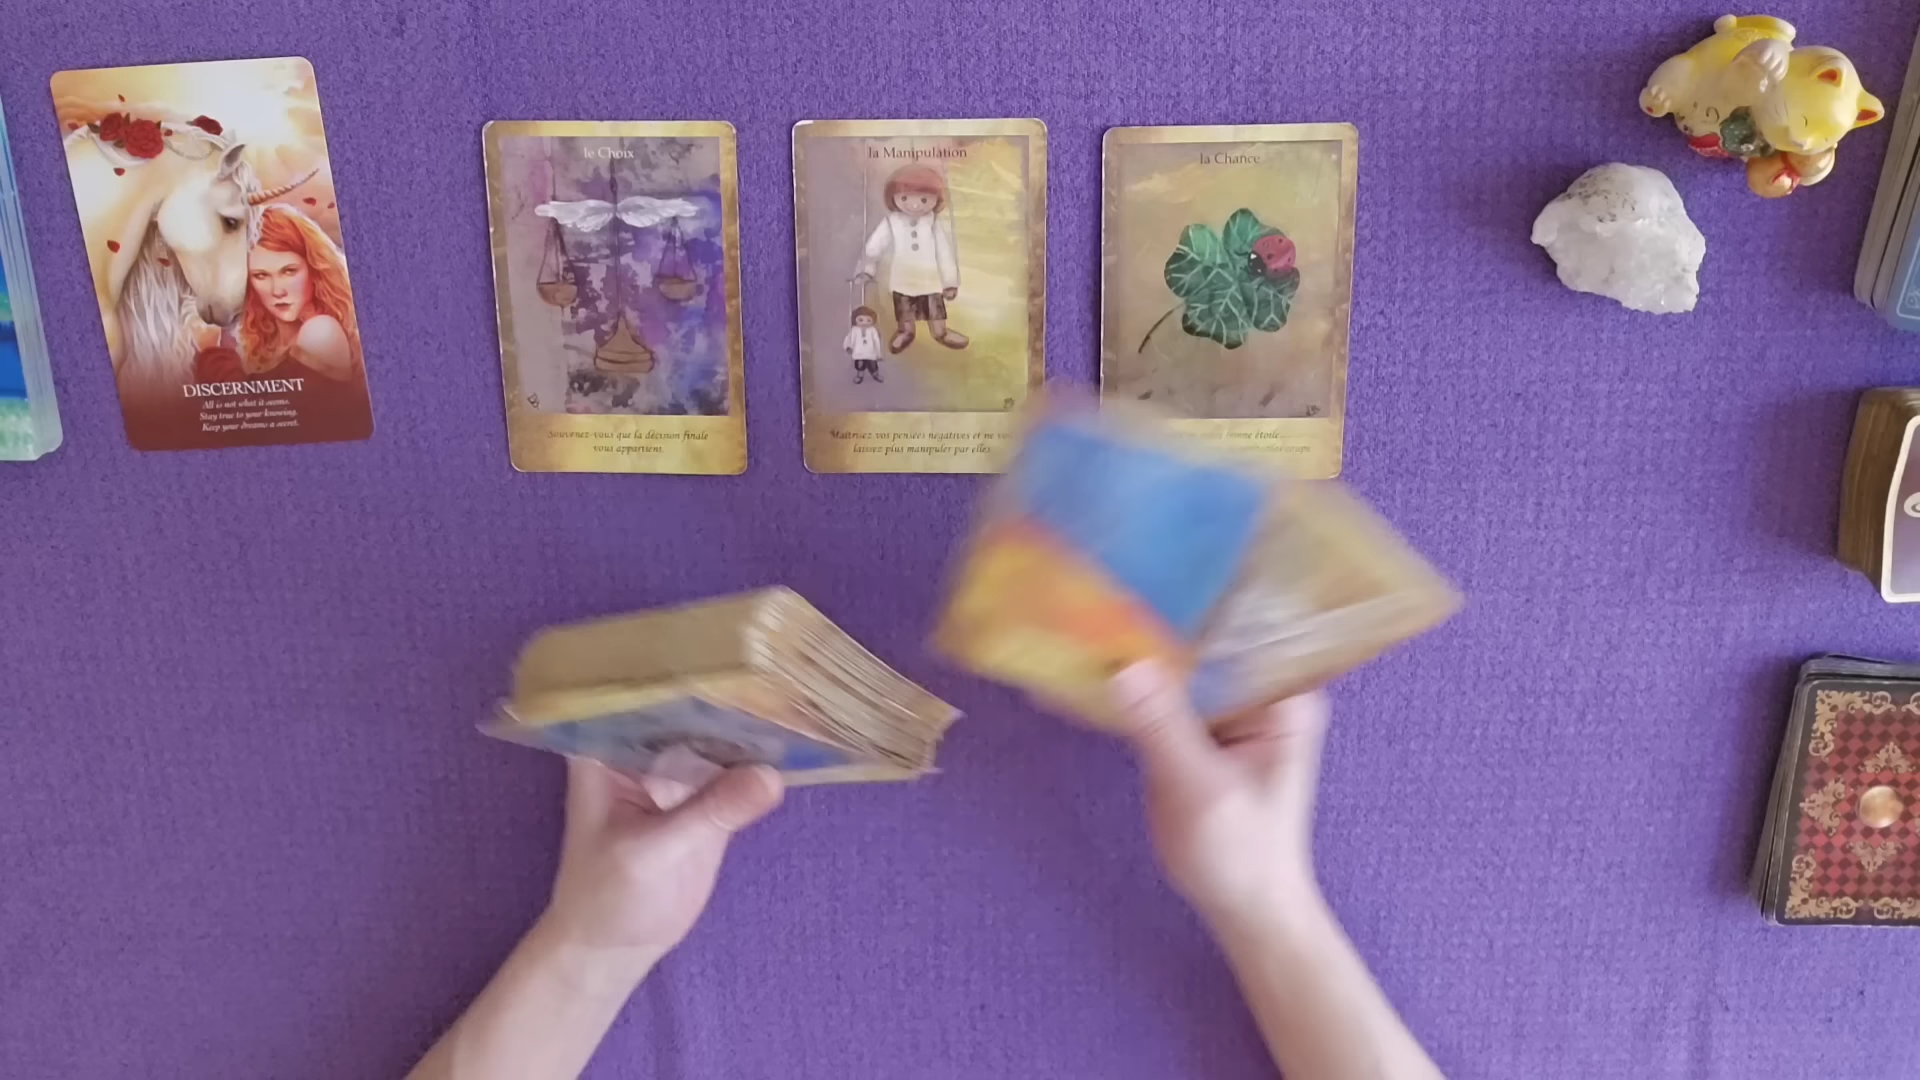 DISCERNMENT
All is not what it seems.
Stay true to your knowing.
Keep your dreams a secret.
le Choix
Souvenez-vous que la décision finale
vous appartient.
la Manipulation
Maîtrisez vos pensées négatives et ne
laissez plus manipuler par elles.
la Chance
bonne étoile